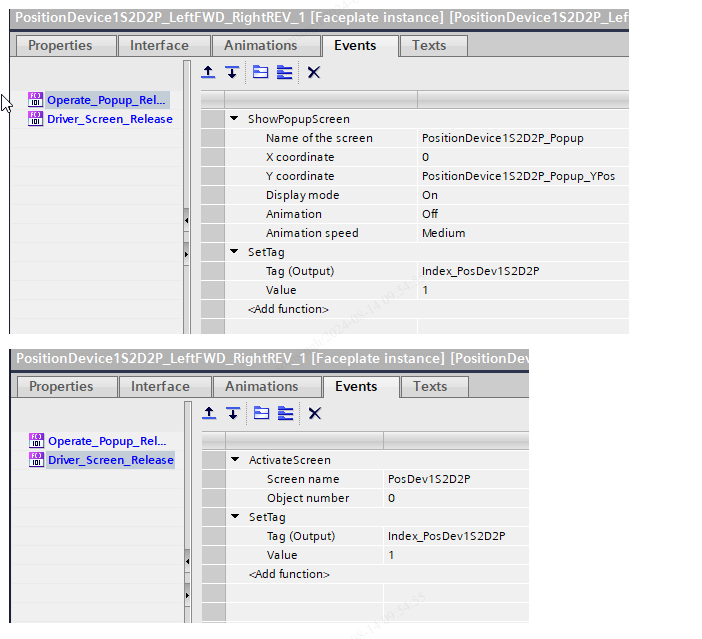 PositionDevice1S2D2P_LeftFWD_RightREV_1 [Faceplate instance] [PositionDevice1S2D2P_Lef
Properties Interface Animations Events Texts
Operate_Popup_Rel...
Driver_Screen_Release
ShowPopupScreen
Name of the screen PositionDevice1S2D2P_Popup
X coordinate 0
Y coordinate PositionDevice1S2D2P_Popup_YPos
Display mode On
Animation Off
Animation speed Medium
SetTag
Tag (Output) Index_PosDev1S2D2P
Value 1
<Add function>
PositionDevice1S2D2P_LeftFWD_RightREV_1 [Faceplate instance] [PositionDev
Properties Interface Animations Events Texts
Operate_Popup_Rel...
Driver_Screen_Release
ActivateScreen
Screen name PosDev1S2D2P
Object number 0
SetTag
Tag (Output) Index_PosDev1S2D2P
Value 1
<Add function>